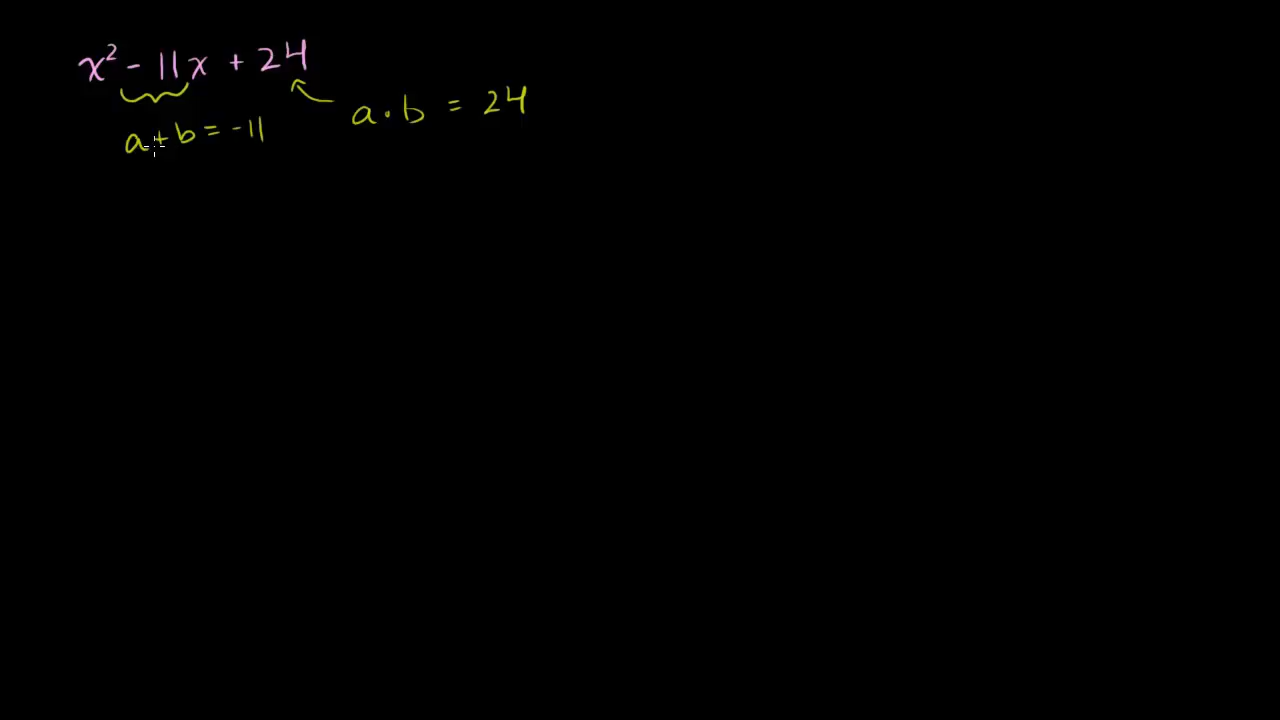 x² - 11x + 24
a + b = -11
a · b = 24